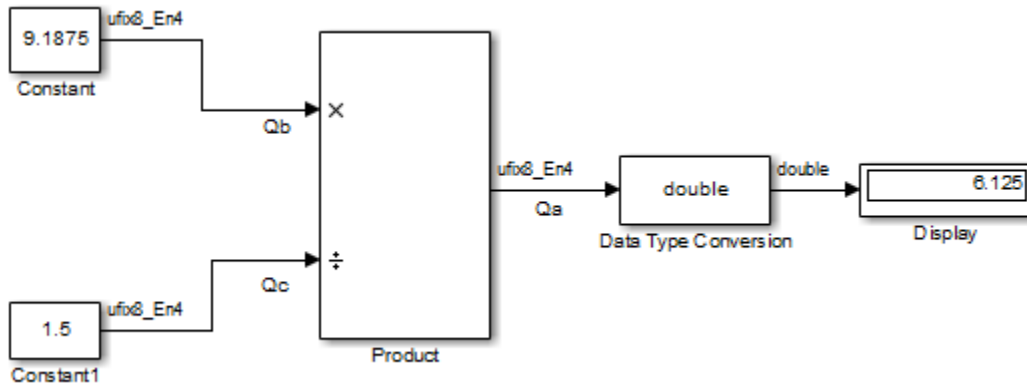 ufix8_En4
9.1875
Constant
×
Qb
ufix8_En4
double
double
6.125
Qa
Data Type Conversion
Display
÷
Qc
ufix8_En4
1.5
Product
Constant1